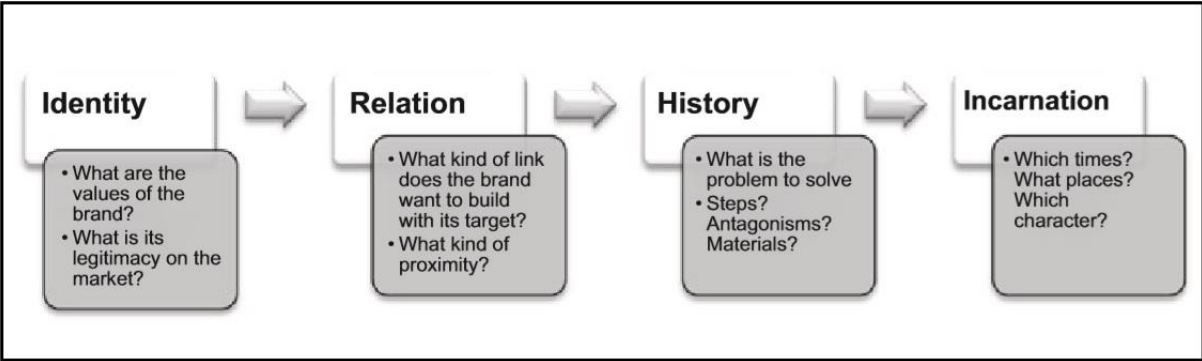 Identity
• What are the
values of the
brand?
• What is its
legitimacy on the
market?
Relation
• What kind of link
does the brand
want to build
with its target?
• What kind of
proximity?
History
• What is the
problem to solve
• Steps?
Antagonisms?
Materials?
Incarnation
• Which times?
What places?
Which
character?